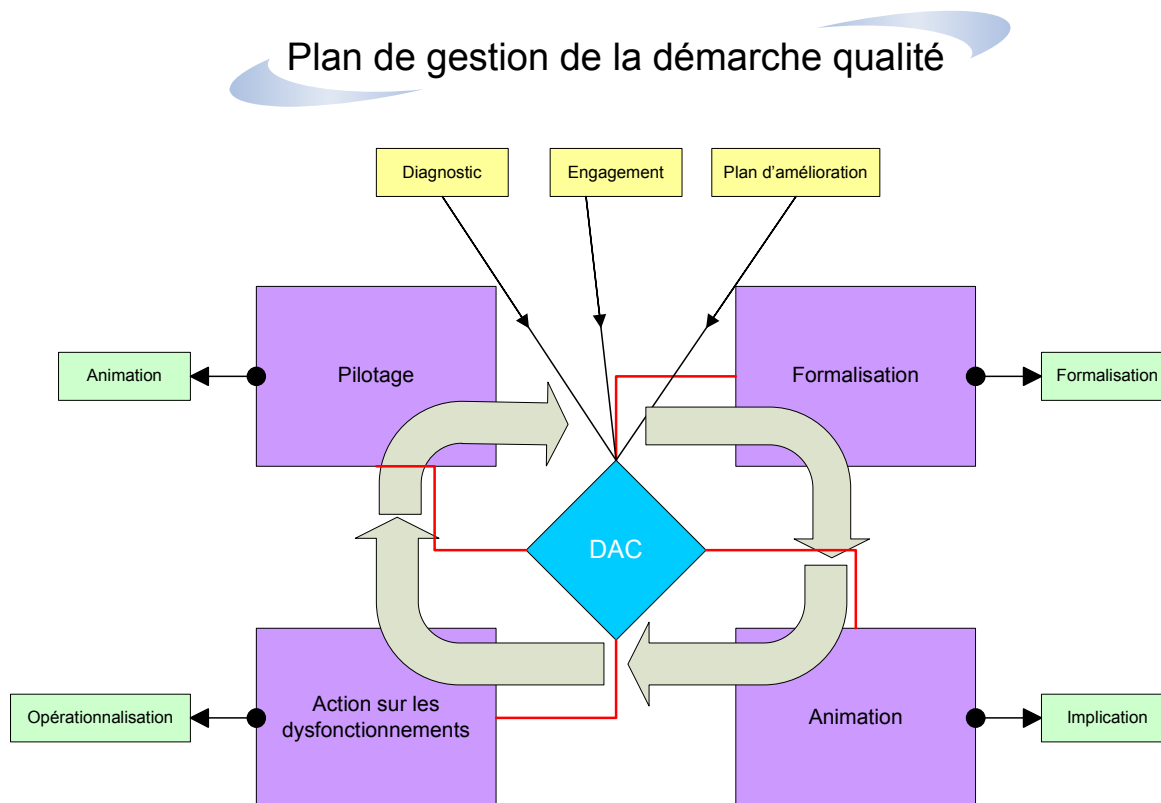 Plan de gestion de la démarche qualité
Diagnostic
Engagement
Plan d'amélioration
Animation
Pilotage
Formalisation
Formalisation
DAC
Opérationnalisation
Action sur les
dysfonctionnements
Animation
Implication